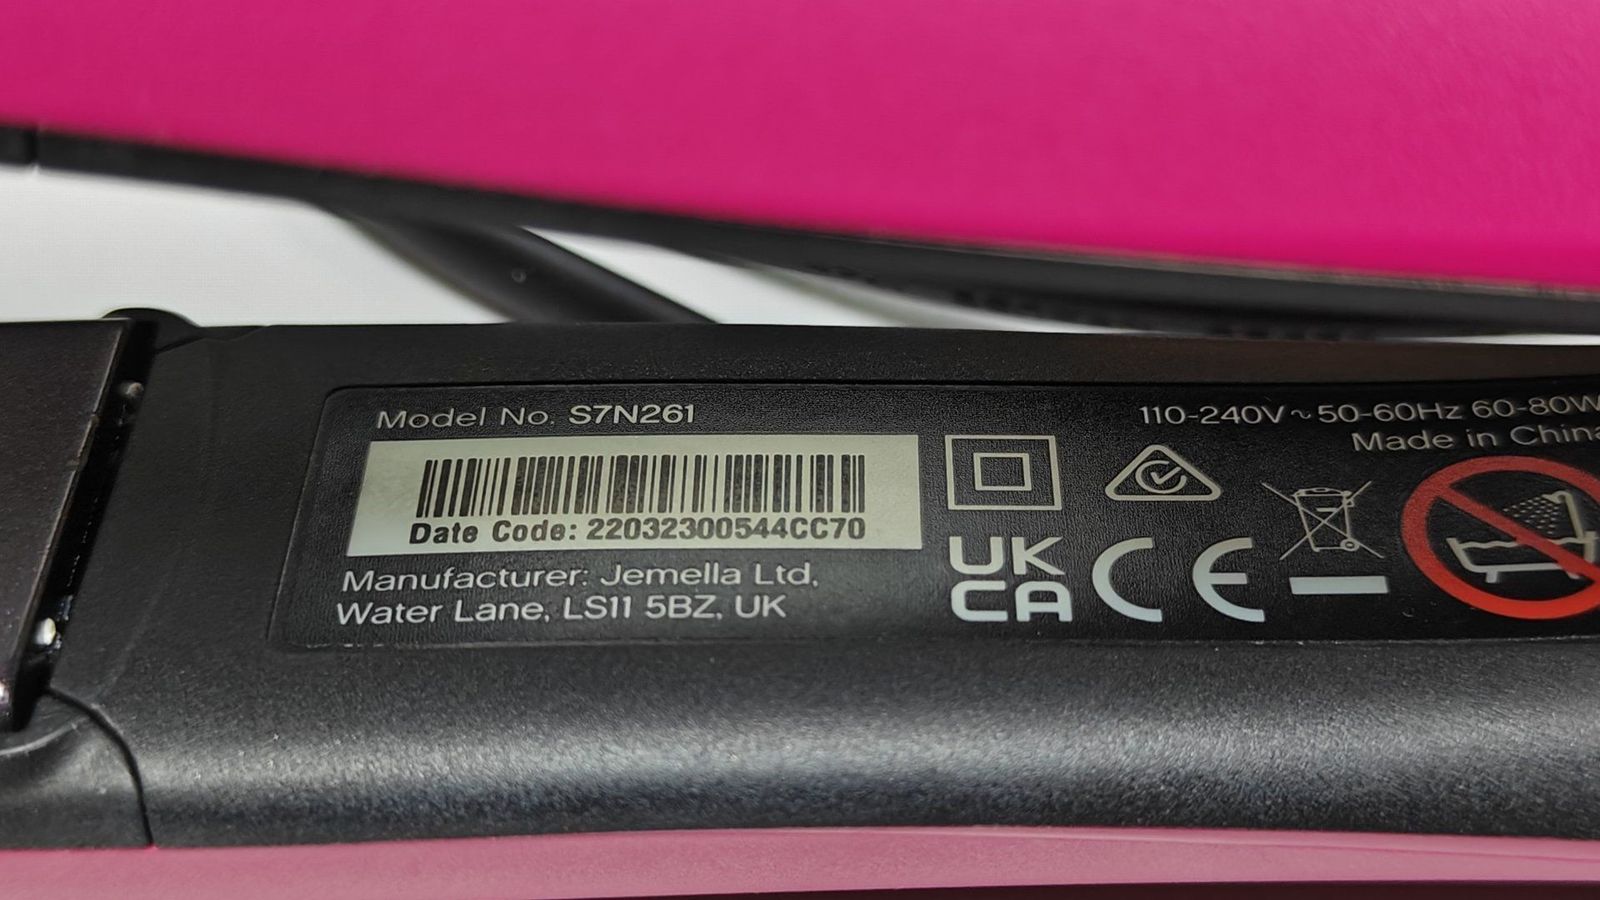 Model No. S7N261
Date Code: 22032300544CC70
Manufacturer: Jemella Ltd,
Water Lane, LS11 5BZ, UK
UK
CA
CE
110-240V~50-60Hz 60-80W
Made in China